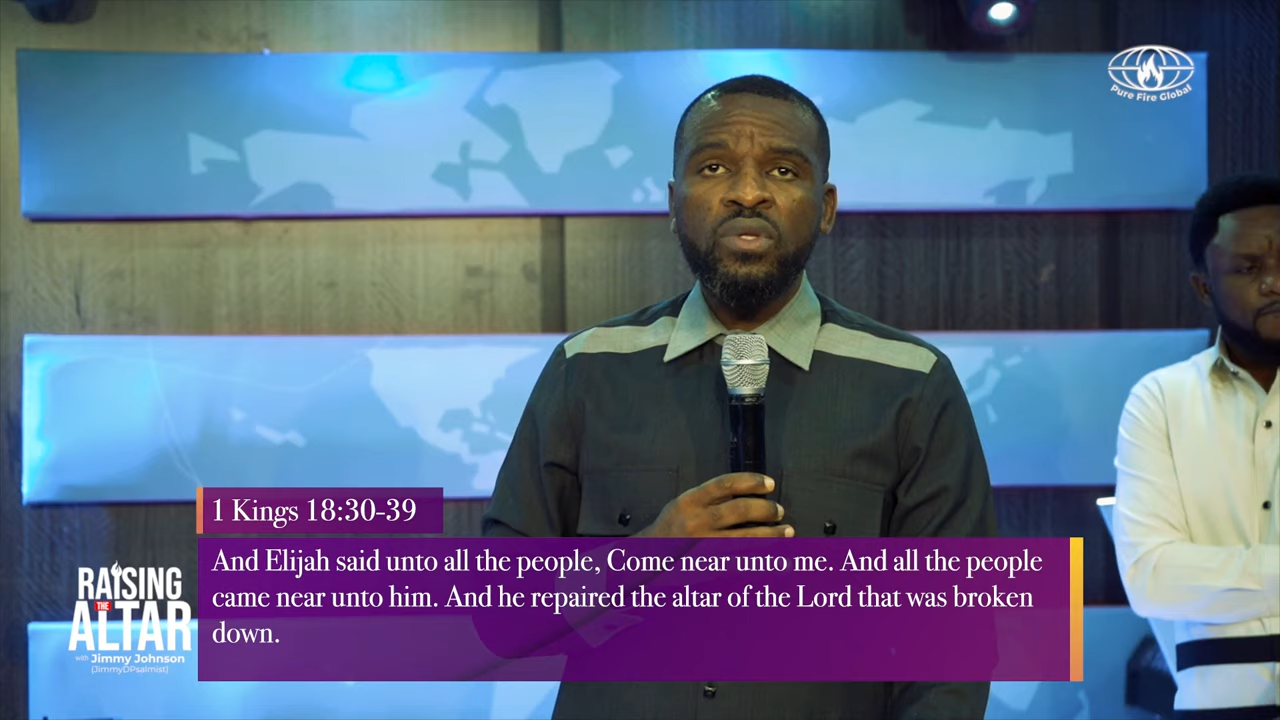 Pure Fire Global
1 Kings 18:30-39
And Elijah said unto all the people, Come near unto me. And all the people
came near unto him. And he repaired the altar of the Lord that was broken
down.
RAISING
THE
ALTAR
with Jimmy Johnson
(JimmyDPsalmist)